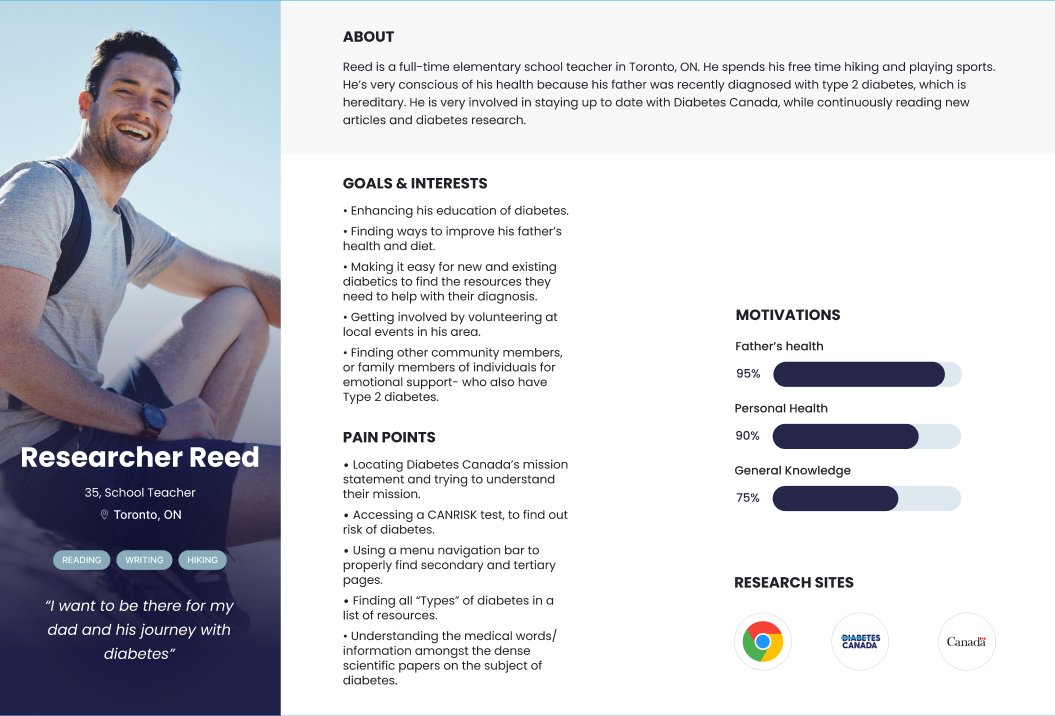 ABOUT
Reed is a full-time elementary school teacher in Toronto, ON. He spends his free time hiking and playing sports.
He’s very conscious of his health because his father was recently diagnosed with type 2 diabetes, which is
hereditary. He is very involved in staying up to date with Diabetes Canada, while continuously reading new
articles and diabetes research.
GOALS & INTERESTS
• Enhancing his education of diabetes.
• Finding ways to improve his father’s
health and diet.
• Making it easy for new and existing
diabetics to find the resources they
need to help with their diagnosis.
• Getting involved by volunteering at
local events in his area.
• Finding other community members,
or family members of individuals for
emotional support- who also have
Type 2 diabetes.
PAIN POINTS
• Locating Diabetes Canada’s mission
statement and trying to understand
their mission.
• Accessing a CANRISK test, to find out
risk of diabetes.
• Using a menu navigation bar to
properly find secondary and tertiary
pages.
• Finding all “Types” of diabetes in a
list of resources.
• Understanding the medical words/
information amongst the dense
scientific papers on the subject of
diabetes.
MOTIVATIONS
Father’s health
95%
Personal Health
90%
General Knowledge
75%
RESEARCH SITES
DIABETES
CANADA
Canada
Researcher Reed
35, School Teacher
Toronto, ON
READING WRITING HIKING
“I want to be there for my
dad and his journey with
diabetes”